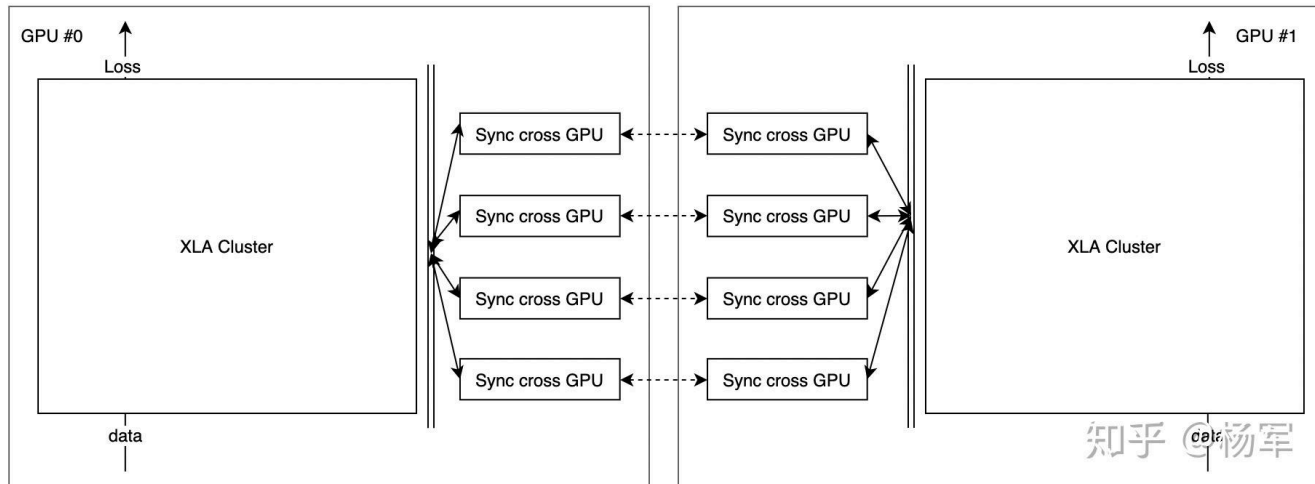 GPU #0
GPU #1
Loss
Loss
Sync cross GPU
Sync cross GPU
Sync cross GPU
Sync cross GPU
XLA Cluster
XLA Cluster
Sync cross GPU
Sync cross GPU
Sync cross GPU
Sync cross GPU
data
data
知乎 @杨军